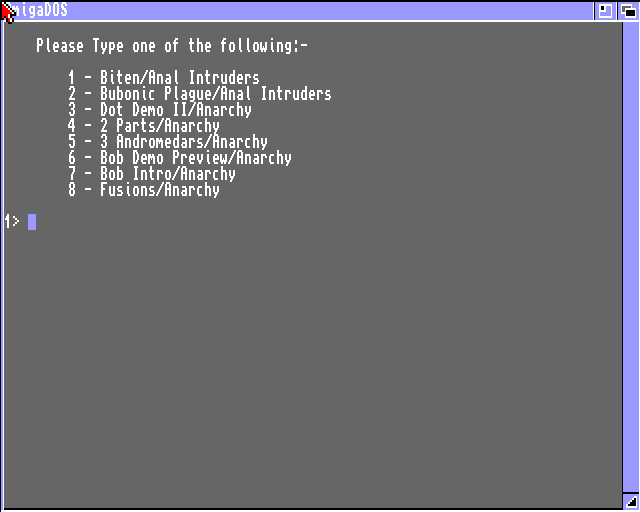 migaDOS
Please Type one of the following:-
1 - Biten/Anal Intruders
2 - Bubonic Plague/Anal Intruders
3 - Dot Demo II/Anarchy
4 - 2 Parts/Anarchy
5 - 3 Andromedars/Anarchy
6 - Bob Demo Preview/Anarchy
7 - Bob Intro/Anarchy
8 - Fusions/Anarchy
1>